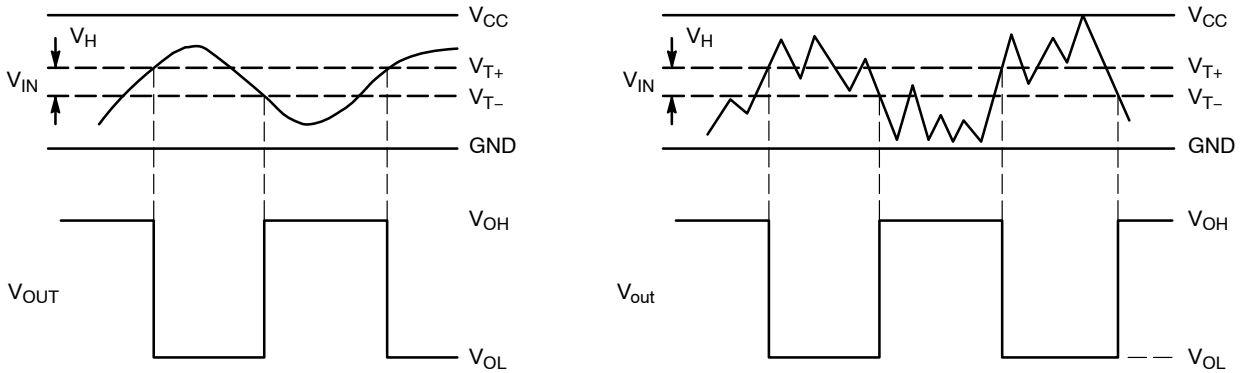 V_CC
V_H
V_IN
V_T+
V_T−
GND
V_OH
V_OUT
V_OL
V_CC
V_H
V_IN
V_T+
V_T−
GND
V_OH
V_out
V_OL